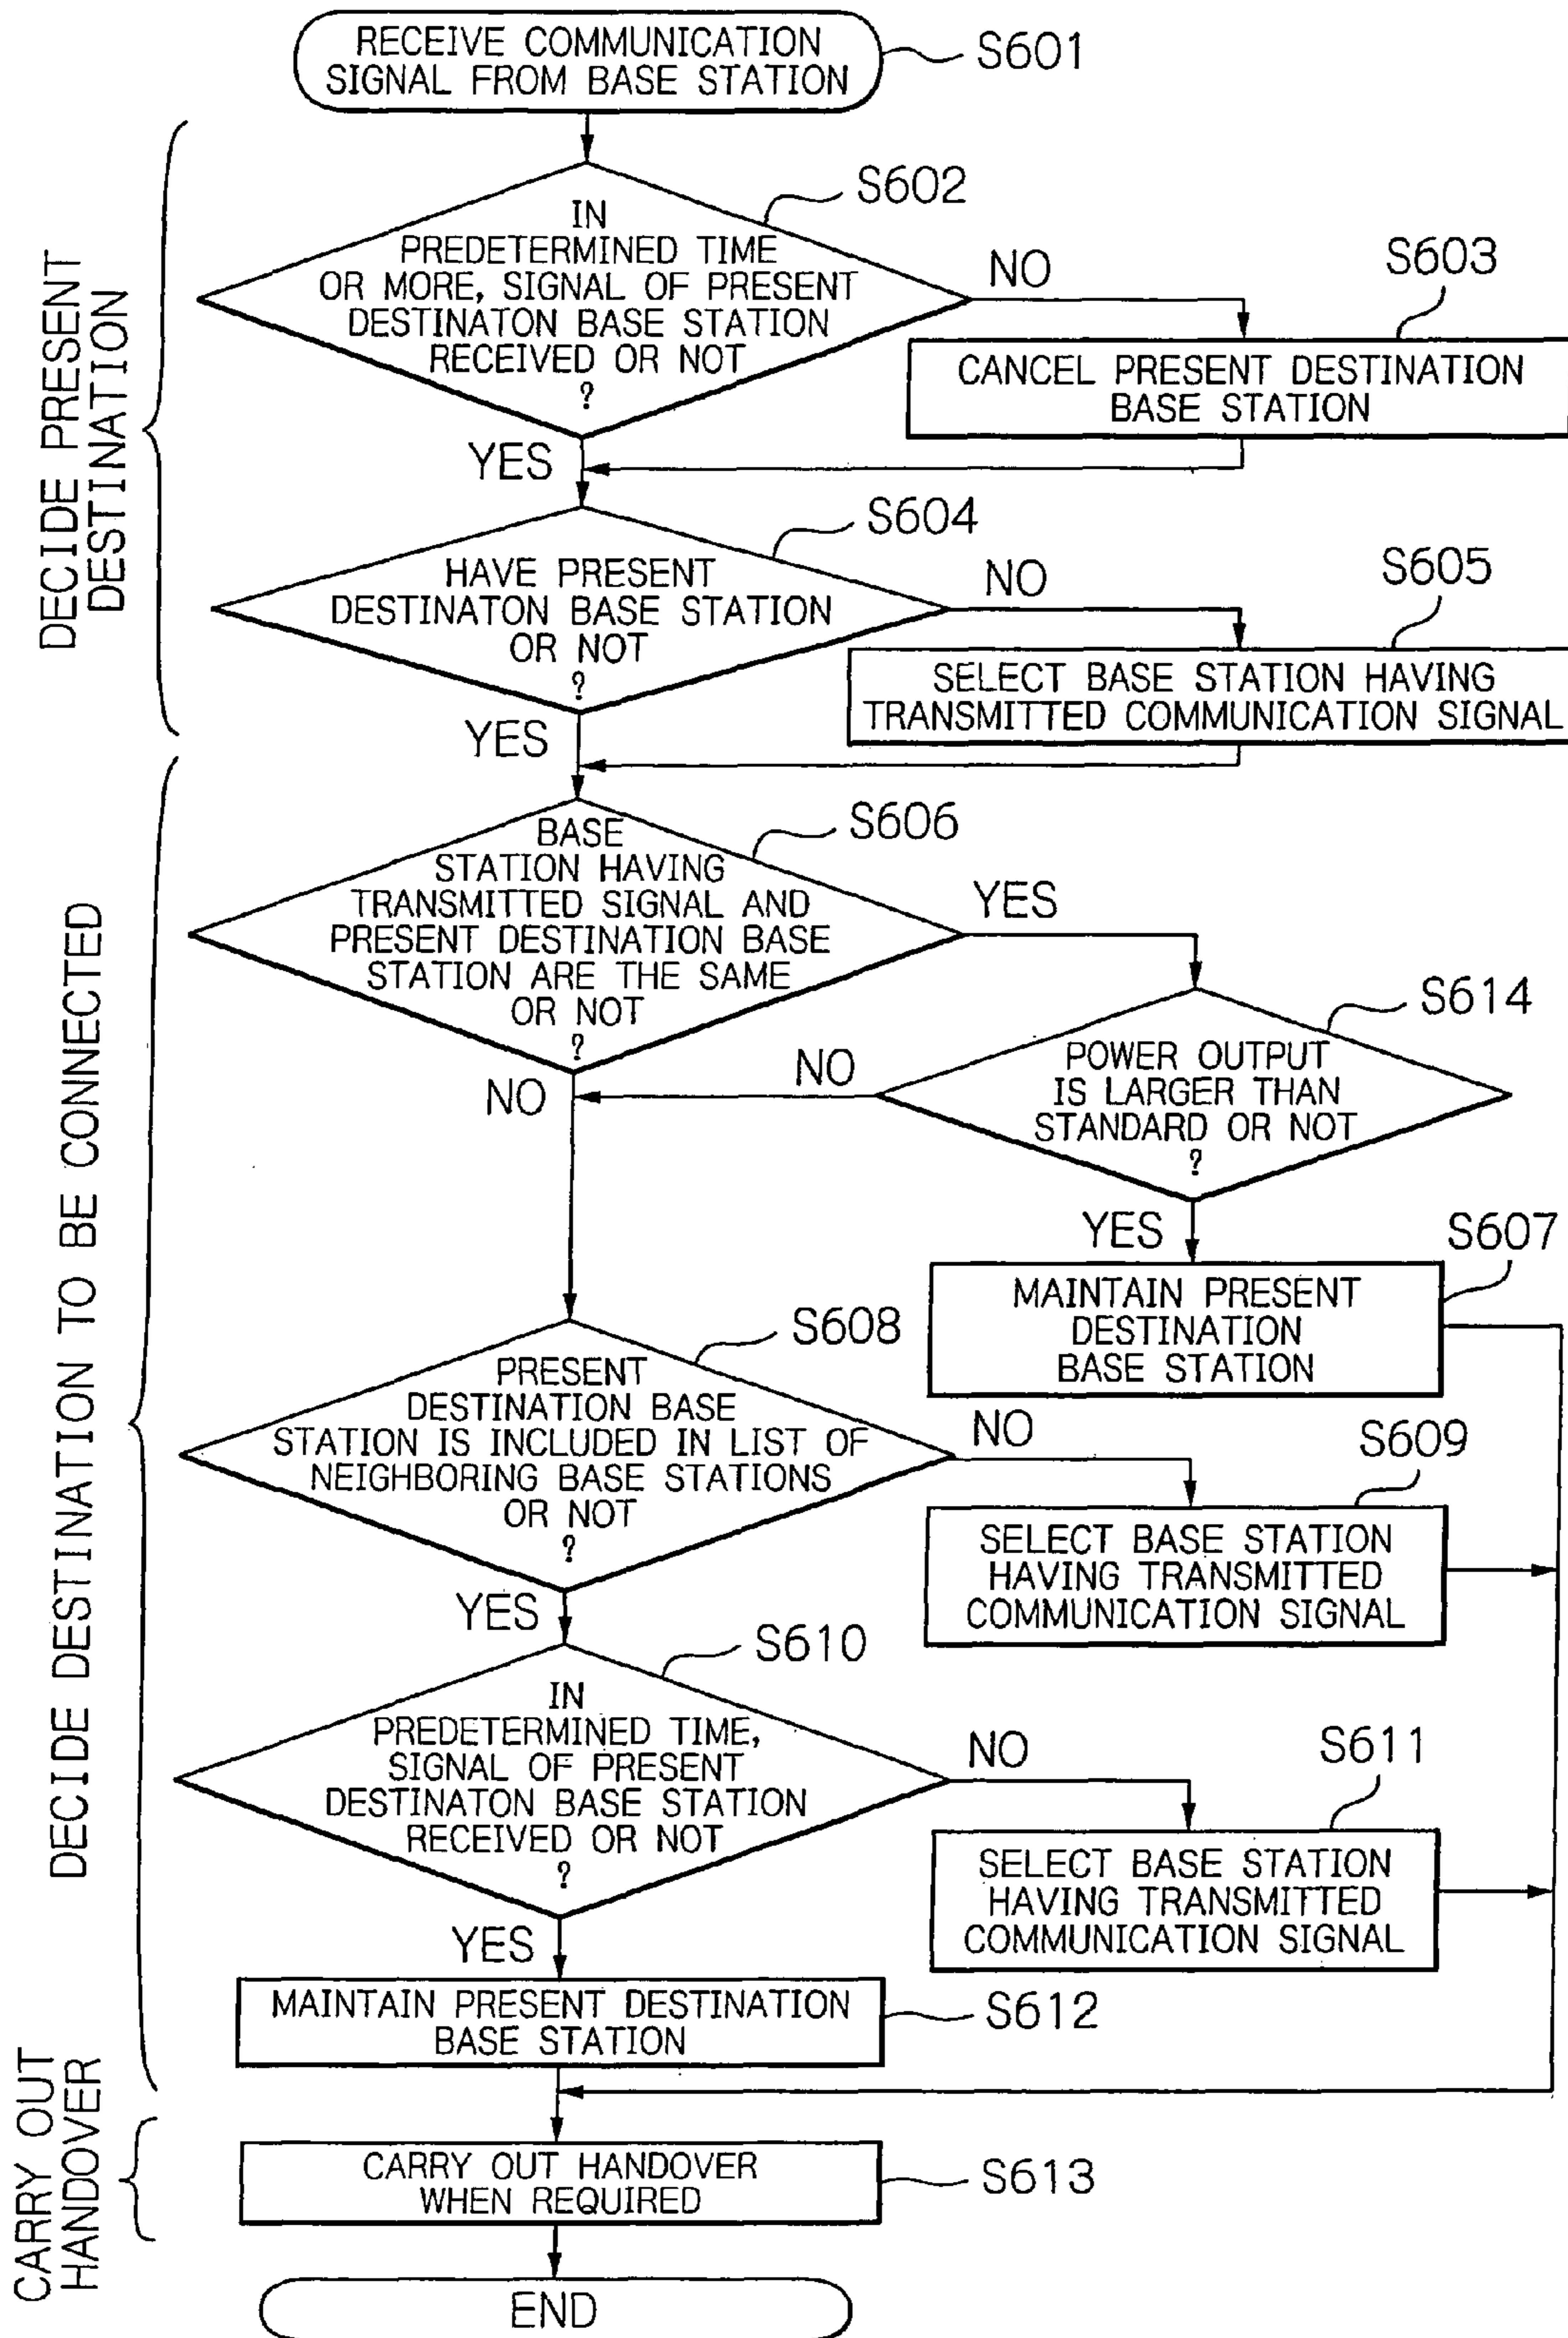 RECEIVE COMMUNICATION
SIGNAL FROM BASE STATION
S601
DECIDE PRESENT
DESTINATION
S602
IN
PREDETERMINED TIME
OR MORE, SIGNAL OF PRESENT
DESTINATON BASE STATION
RECEIVED OR NOT
?
NO
S603
CANCEL PRESENT DESTINATION
BASE STATION
YES
S604
HAVE PRESENT
DESTINATON BASE STATION
OR NOT
?
NO
S605
SELECT BASE STATION HAVING
TRANSMITTED COMMUNICATION SIGNAL
YES
DECIDE DESTINATION TO BE CONNECTED
S606
BASE
STATION HAVING
TRANSMITTED SIGNAL AND
PRESENT DESTINATION BASE
STATION ARE THE SAME
OR NOT
?
YES
S614
POWER OUTPUT
IS LARGER THAN
STANDARD OR NOT
?
NO
NO
YES
S607
MAINTAIN PRESENT
DESTINATION
BASE STATION
S608
PRESENT
DESTINATION BASE
STATION IS INCLUDED IN LIST OF
NEIGHBORING BASE STATIONS
OR NOT
?
NO
S609
SELECT BASE STATION
HAVING TRANSMITTED
COMMUNICATION SIGNAL
YES
S610
IN
PREDETERMINED TIME,
SIGNAL OF PRESENT
DESTINATON BASE STATION
RECEIVED OR NOT
?
NO
S611
SELECT BASE STATION
HAVING TRANSMITTED
COMMUNICATION SIGNAL
YES
MAINTAIN PRESENT DESTINATION
BASE STATION
S612
CARRY OUT
HANDOVER
CARRY OUT HANDOVER
WHEN REQUIRED
S613
END